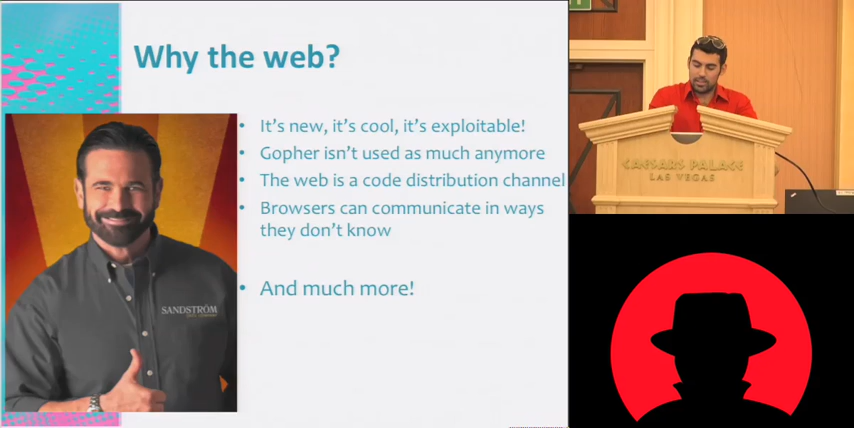 Why the web?
It's new, it's cool, it's exploitable!
Gopher isn't used as much anymore
The web is a code distribution channel
Browsers can communicate in ways
they don't know
And much more!
SANDSTRÖM
CAESARS PALACE
LAS VEGAS